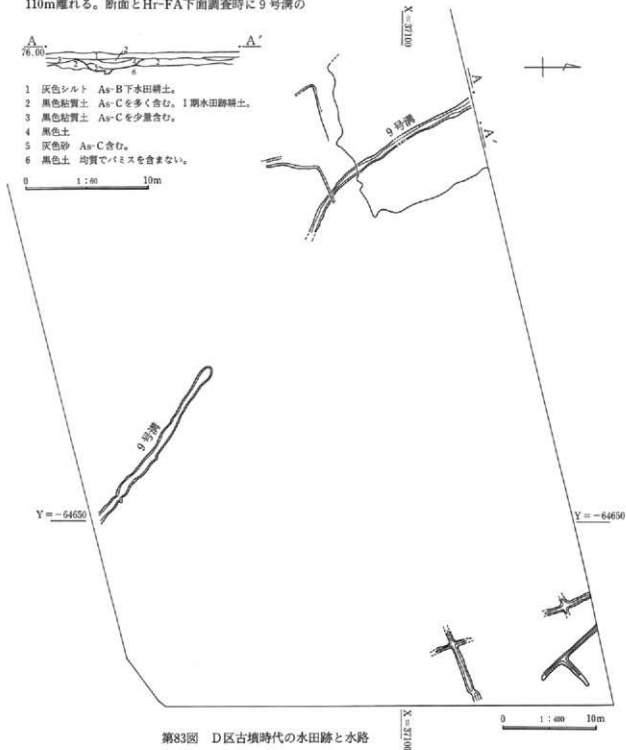 110m離れる。断面とHr-FA下面調査時に9号溝の
A
A′
76.00
1
2
3
4
5
6
1 灰色シルト As-B下水田耕土。
2 黒色粘質土 As-Cを多く含む。I期水田跡耕土。
3 黒色粘質土 As-Cを少量含む。
4 黒色土
5 灰色砂 As-C含む。
6 黒色土 均質でパミスを含まない。
0 1:60 10m
X=37100
A
A′
9号溝
9号溝
Y=-64650
Y=-64650
X=37100
0 1:400 10m
第83図 D区古墳時代の水田跡と水路